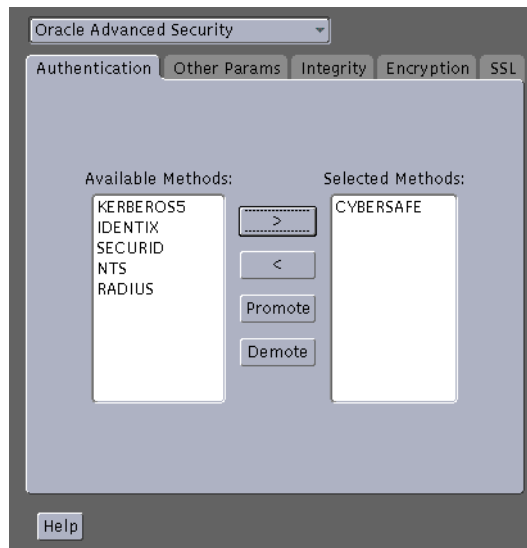 Oracle Advanced Security
Authentication Other Params Integrity Encryption SSL
Available Methods: Selected Methods:
KERBEROS5
IDENTIX
SECURID
NTS
RADIUS
>
<
Promote
Demote
CYBERSAFE
Help